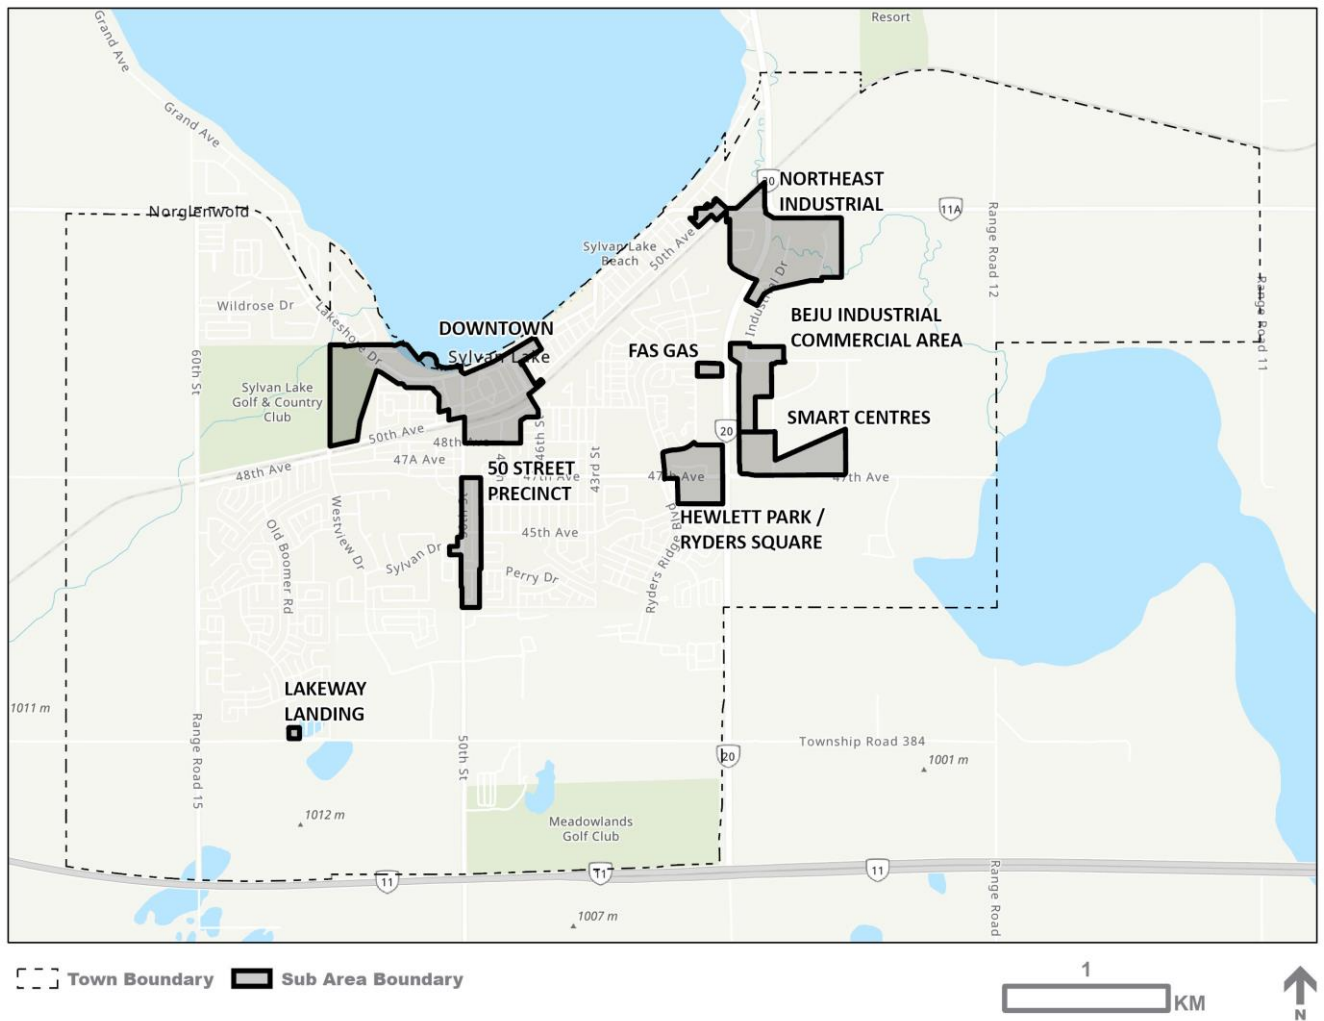 Resort
Grand Ave
Grand Ave
NORTHEAST
INDUSTRIAL
20
11A
Norglenwold
Range Road 12
Sylvan Lake
Beach
50th Ave
Industrial Dr
Range Road 11
Wildrose Dr
Lakeshore Dr
BEJU INDUSTRIAL
COMMERCIAL AREA
DOWNTOWN
Sylvan Lake
FAS GAS
60th St
Sylvan Lake
Golf & Country
Club
SMART CENTRES
20
50th Ave
48th Ave
46th St
47A Ave
48th Ave
43rd St
50 STREET
PRECINCT
47th Ave
47th Ave
47th Ave
50th St
HEWLETT PARK /
RYDERS SQUARE
Old Boomer Rd
Westview Dr
Sylvan Dr
45th Ave
Perry Dr
Ryders Ridge Blvd
LAKEWAY
LANDING
1011 m
Range Road 15
50th St
Township Road 384
20
1001 m
1012 m
Meadowlands
Golf Club
11
11
11
Range Road
1007 m
Town Boundary
Sub Area Boundary
1
KM
N